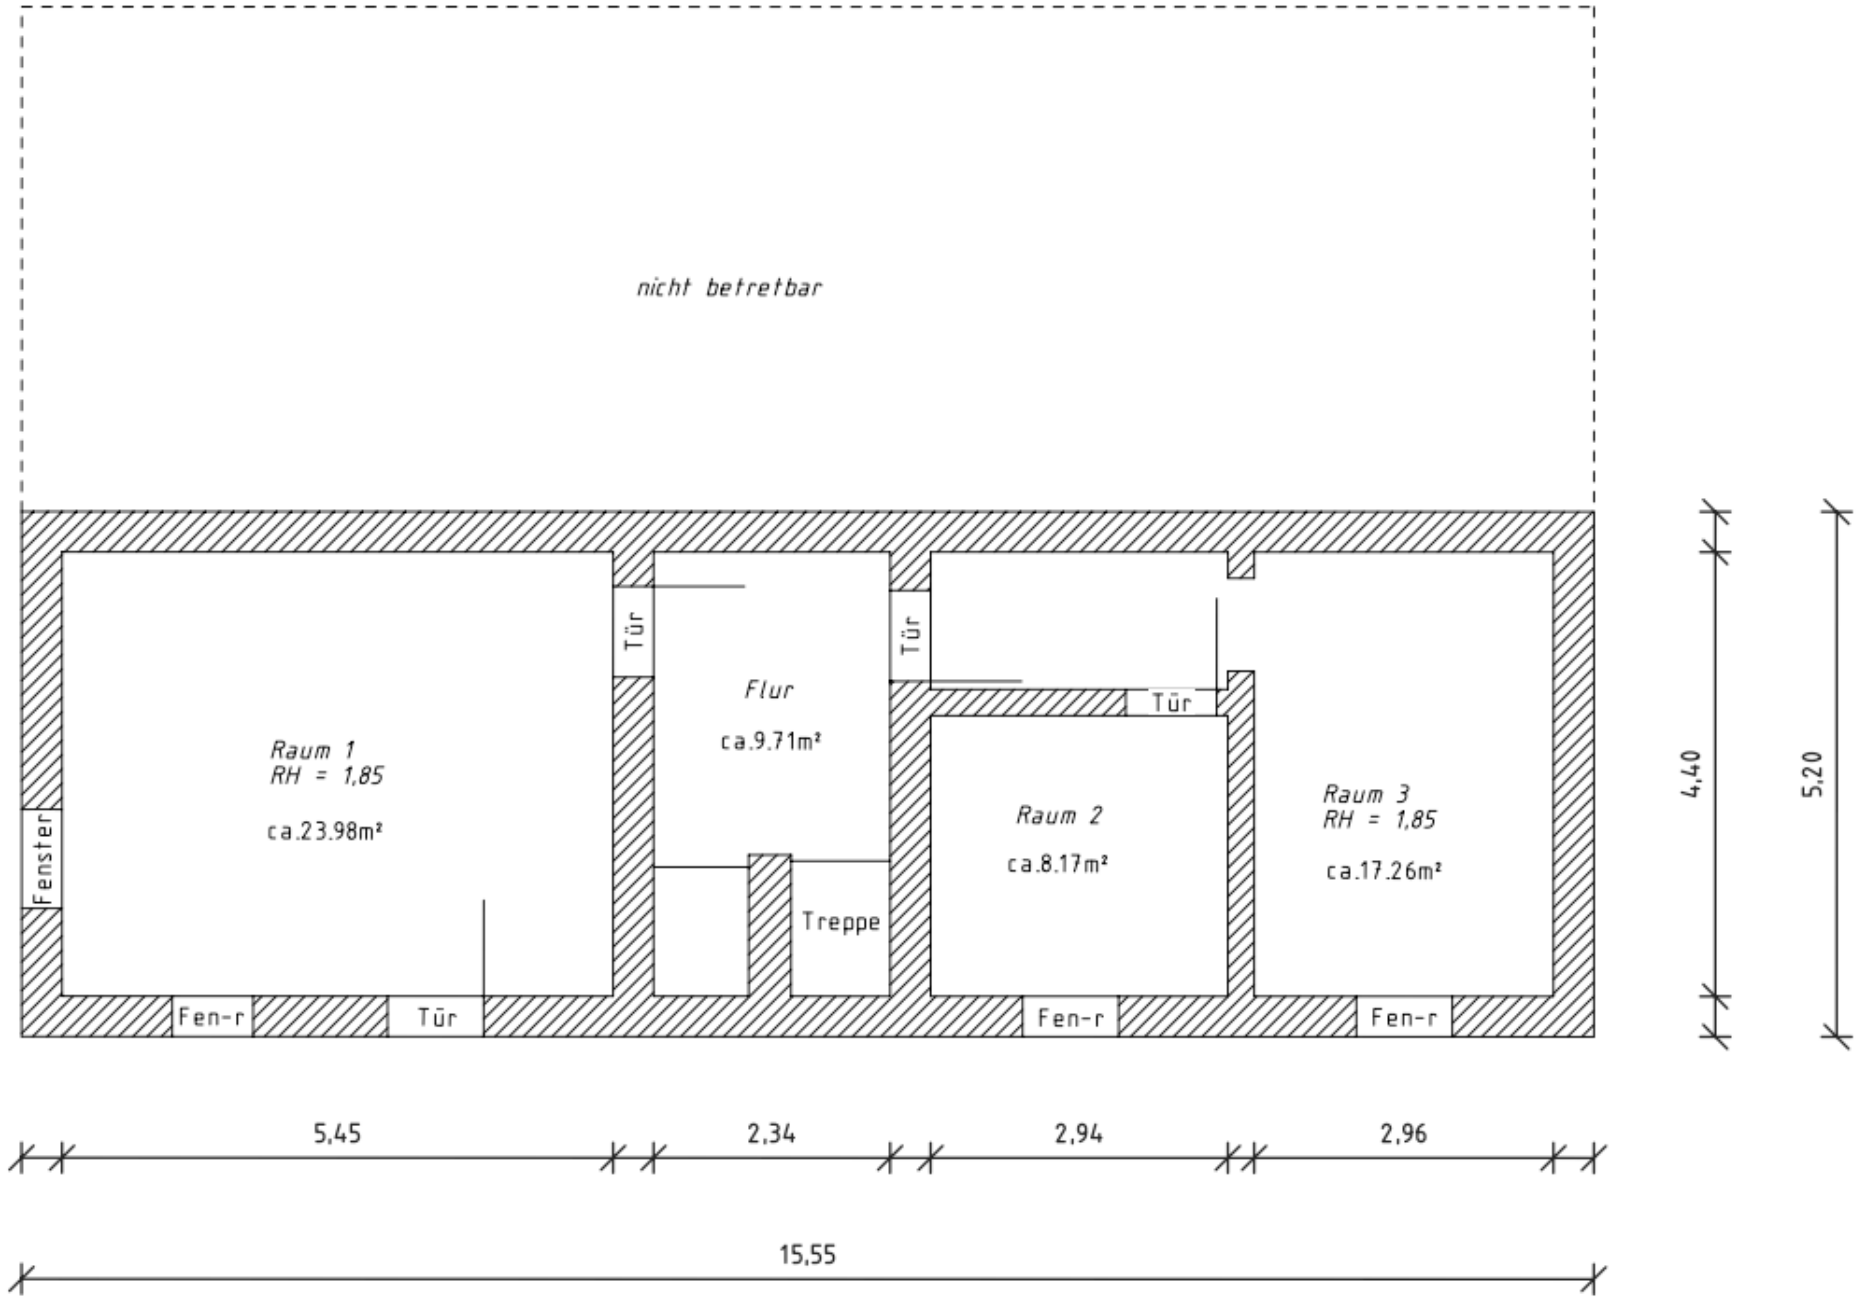 nicht betretbar
Tür
Tür
Flur
ca.9.71m²
Tür
Raum 1
RH = 1,85
ca.23.98m²
Raum 2
ca.8.17m²
Raum 3
RH = 1,85
ca.17.26m²
Fenster
Treppe
Fen-r
Tür
Fen-r
Fen-r
4,40
5,20
5,45
2,34
2,94
2,96
15,55